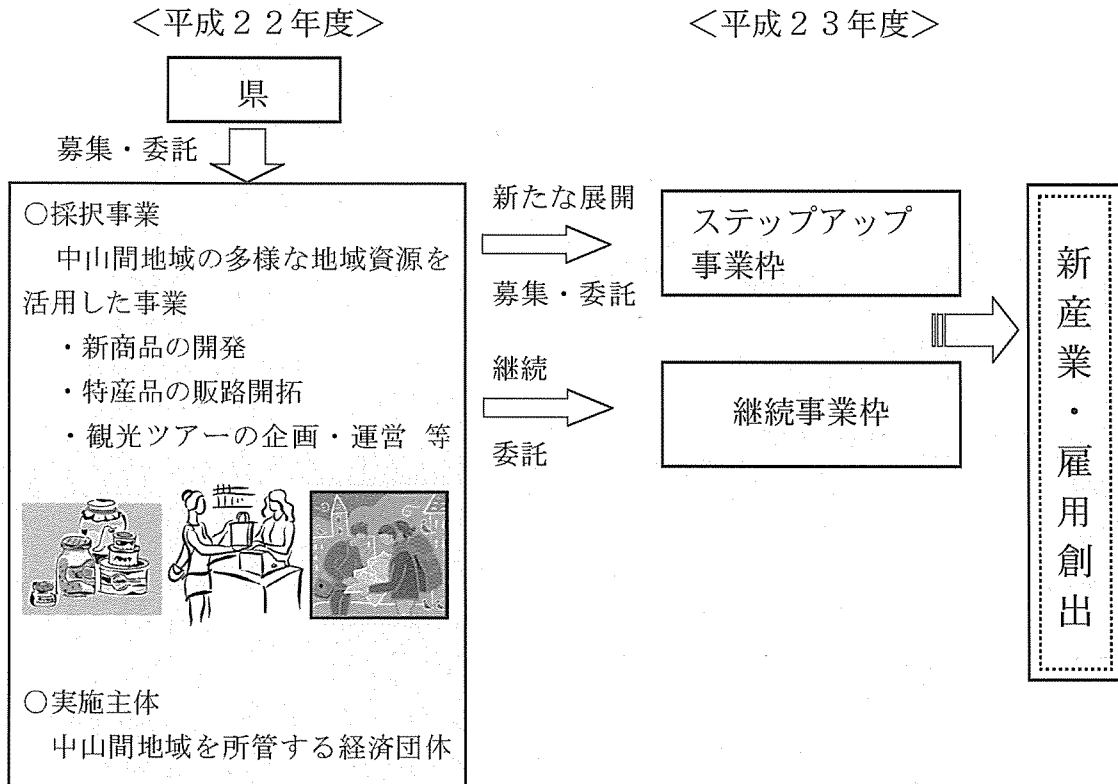 ＜平成２２年度＞
県
募集・委託
○採択事業
中山間地域の多様な地域資源を
活用した事業
・新商品の開発
・特産品の販路開拓
・観光ツアーの企画・運営 等
○実施主体
中山間地域を所管する経済団体
新たな展開
募集・委託
継続
委託
＜平成２３年度＞
ステップアップ
事業枠
継続事業枠
新産業・雇用創出